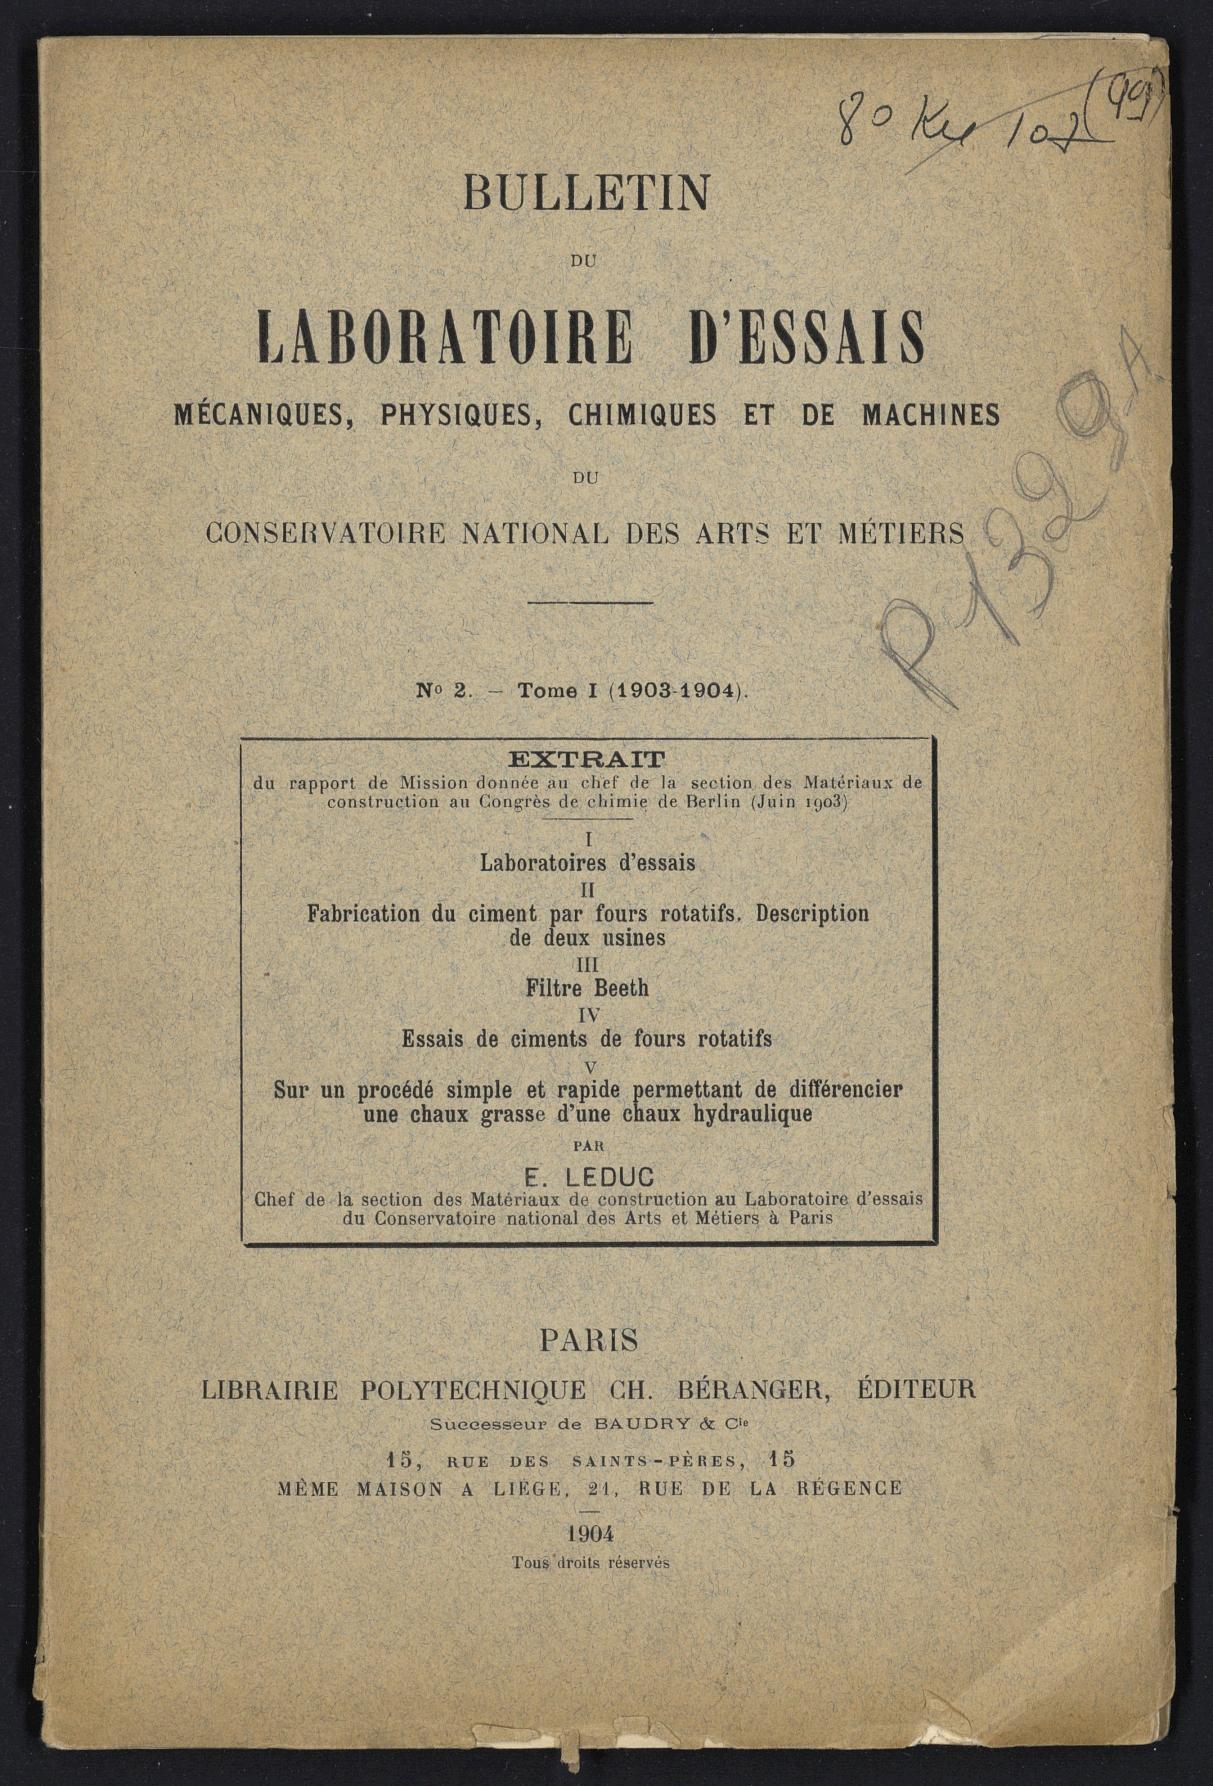 80 Ke 107 (99)
BULLETIN
DU
LABORATOIRE D'ESSAIS
MÉCANIQUES, PHYSIQUES, CHIMIQUES ET DE MACHINES
DU
CONSERVATOIRE NATIONAL DES ARTS ET MÉTIERS
P 1329-A
No 2. — Tome I (1903-1904).
EXTRAIT
du rapport de Mission donnée au chef de la section des Matériaux de
construction au Congrès de chimie de Berlin (Juin 1903)
I
Laboratoires d'essais
II
Fabrication du ciment par fours rotatifs. Description
de deux usines
III
Filtre Beeth
IV
Essais de ciments de fours rotatifs
V
Sur un procédé simple et rapide permettant de différencier
une chaux grasse d'une chaux hydraulique
PAR
E. LEDUC
Chef de la section des Matériaux de construction au Laboratoire d'essais
du Conservatoire national des Arts et Métiers à Paris
PARIS
LIBRAIRIE POLYTECHNIQUE CH. BÉRANGER, ÉDITEUR
Successeur de BAUDRY & Cie
15, RUE DES SAINTS-PÈRES, 15
MÊME MAISON A LIÈGE, 21, RUE DE LA RÉGENCE
1904
Tous droits réservés